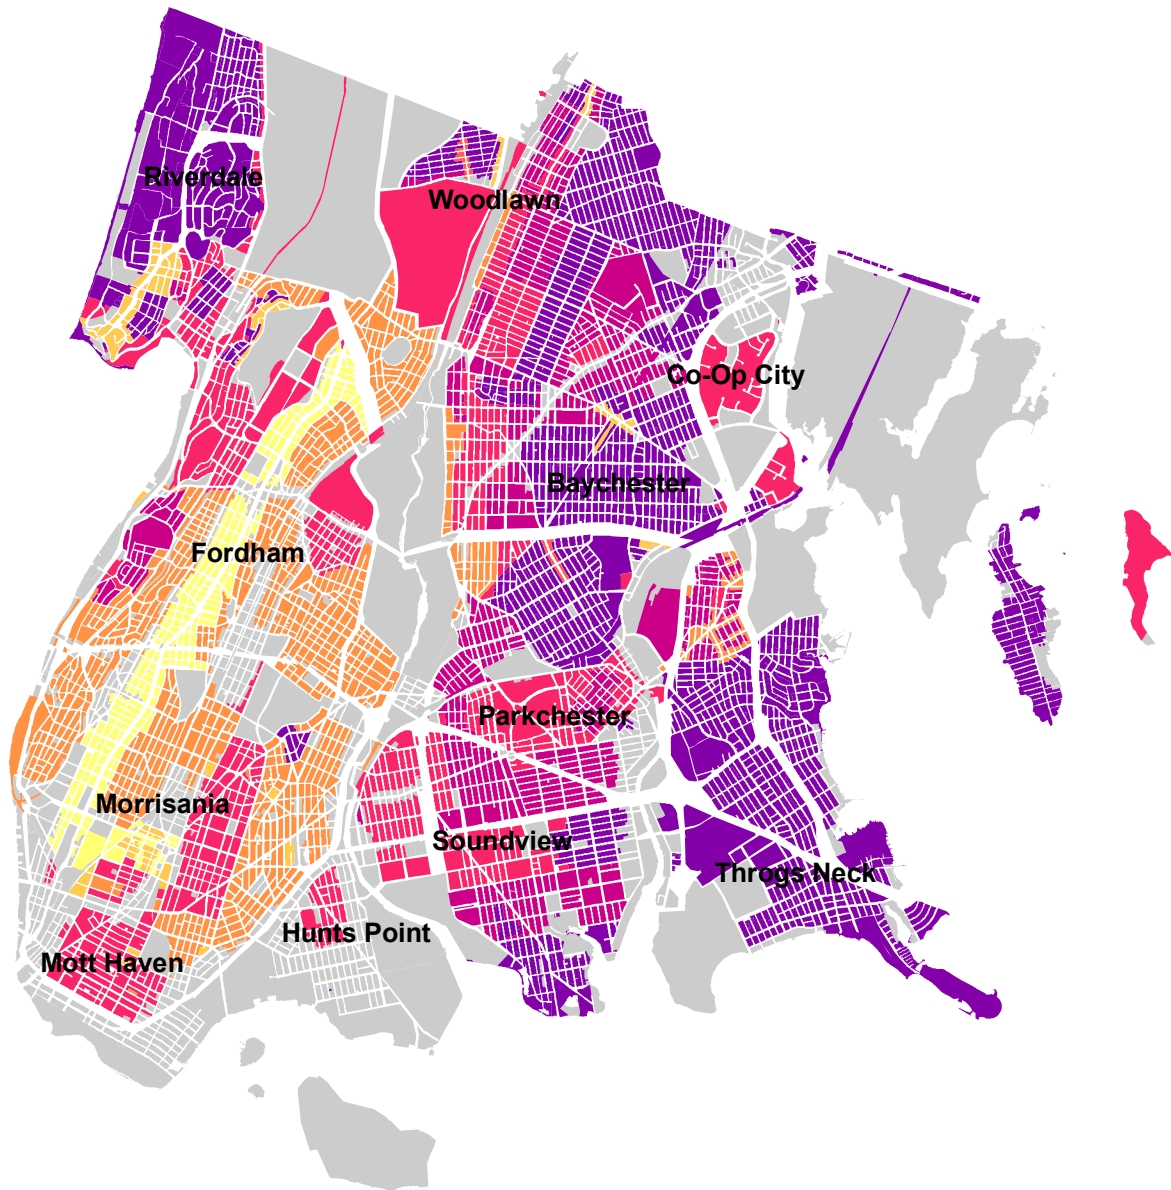 Riverdale
Woodlawn
Co-Op City
Baychester
Fordham
Parkchester
Morrisania
Soundview
Throgs Neck
Hunts Point
Mott Haven